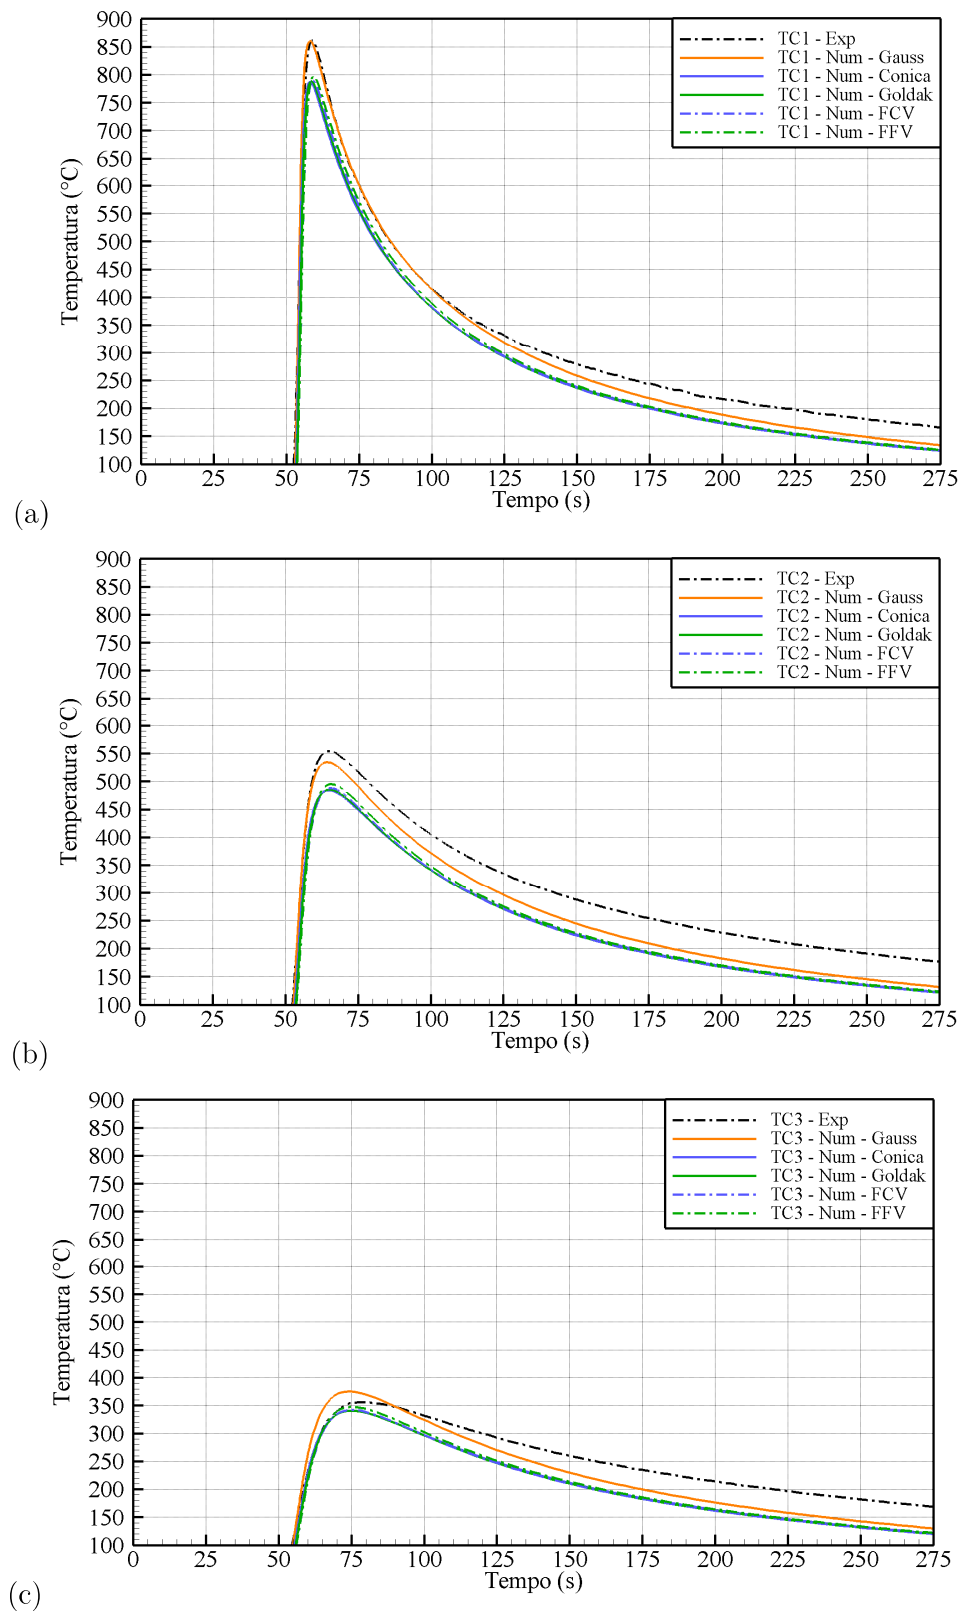 900
850
800
750
700
650
600
550
500
450
400
350
300
250
200
150
100
Temperatura (°C)
TC1 - Exp
TC1 - Num - Gauss
TC1 - Num - Conica
TC1 - Num - Goldak
TC1 - Num - FCV
TC1 - Num - FFV
0 25 50 75 100 125 150 175 200 225 250 275
Tempo (s)
(a)
900
850
800
750
700
650
600
550
500
450
400
350
300
250
200
150
100
Temperatura (°C)
TC2 - Exp
TC2 - Num - Gauss
TC2 - Num - Conica
TC2 - Num - Goldak
TC2 - Num - FCV
TC2 - Num - FFV
0 25 50 75 100 125 150 175 200 225 250 275
Tempo (s)
(b)
900
850
800
750
700
650
600
550
500
450
400
350
300
250
200
150
100
Temperatura (°C)
TC3 - Exp
TC3 - Num - Gauss
TC3 - Num - Conica
TC3 - Num - Goldak
TC3 - Num - FCV
TC3 - Num - FFV
0 25 50 75 100 125 150 175 200 225 250 275
Tempo (s)
(c)